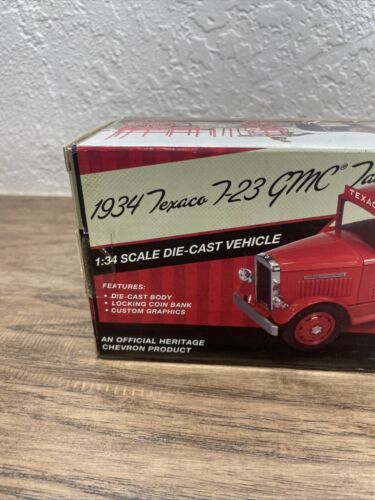 1934 Texaco T-23 GMC® Ta
TEXACO
1:34 SCALE DIE-CAST VEHICLE
FEATURES:
• DIE-CAST BODY
• LOCKING COIN BANK
• CUSTOM GRAPHICS
AN OFFICIAL HERITAGE
CHEVRON PRODUCT